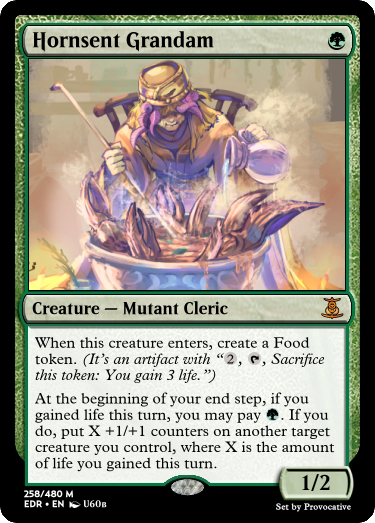 Hornsent Grandam
Creature — Mutant Cleric
When this creature enters, create a Food
token. (It's an artifact with “2, T, Sacrifice
this token: You gain 3 life.”)
At the beginning of your end step, if you
gained life this turn, you may pay . If you
do, put X +1/+1 counters on another target
creature you control, where X is the amount
of life you gained this turn.
1/2
258/480 M
EDR • EN U60B
Set by Provocative